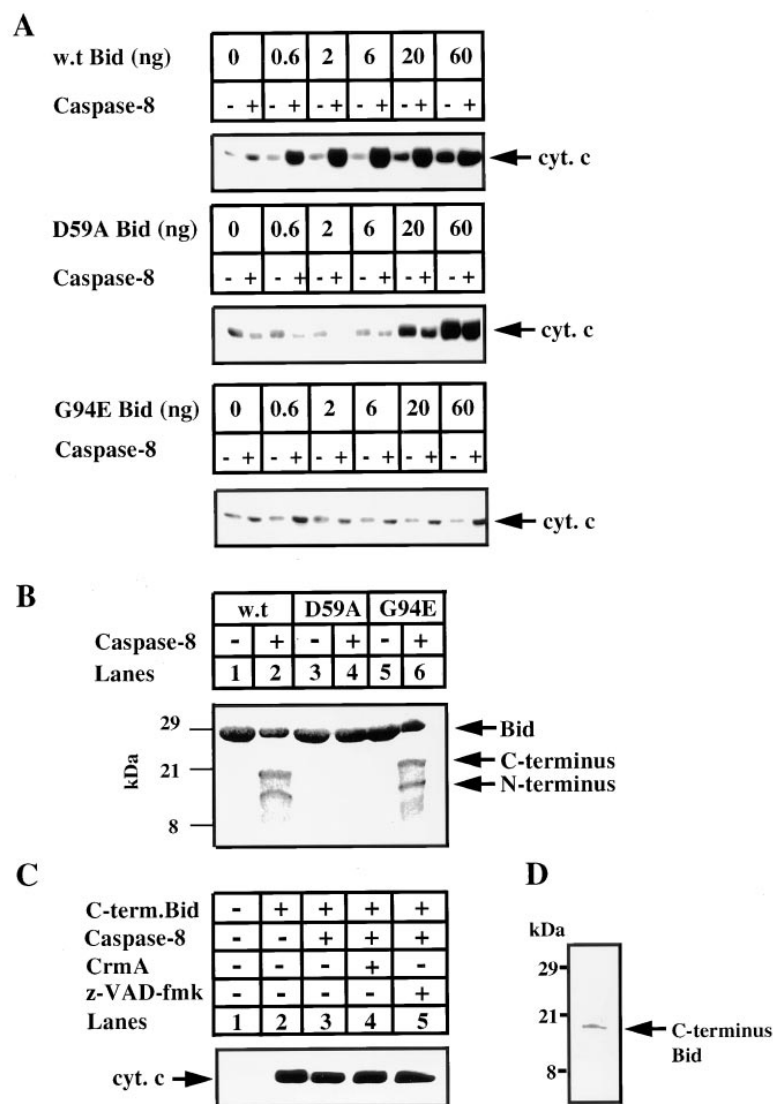 A
w.t Bid (ng) 0 0.6 2 6 20 60
Caspase-8 - + - + - + - + - + - +
cyt. c
D59A Bid (ng) 0 0.6 2 6 20 60
Caspase-8 - + - + - + - + - + - +
cyt. c
G94E Bid (ng) 0 0.6 2 6 20 60
Caspase-8 - + - + - + - + - + - +
cyt. c
B
w.t D59A G94E
Caspase-8 - + - + - +
Lanes 1 2 3 4 5 6
29 Bid
C-terminus
21
N-terminus
kDa
8
C
C-term.Bid - + + + +
Caspase-8 - - + + +
CrmA - - - + -
z-VAD-fmk - - - - +
Lanes 1 2 3 4 5
cyt. c
D
kDa
29
21
C-terminus
Bid
8